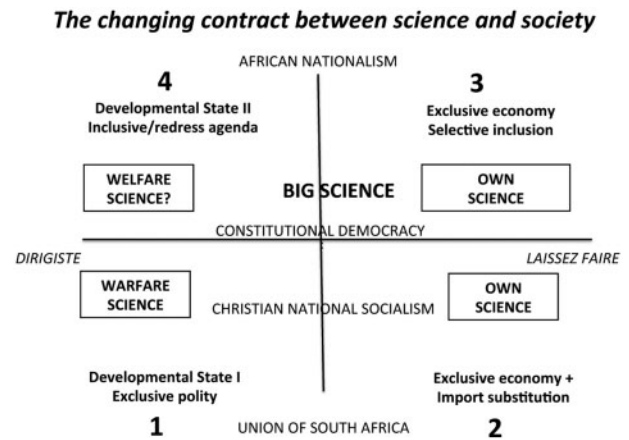 The changing contract between science and society
AFRICAN NATIONALISM
4
Developmental State II
Inclusive/redress agenda
3
Exclusive economy
Selective inclusion
WELFARE
SCIENCE?
BIG SCIENCE
OWN
SCIENCE
CONSTITUTIONAL DEMOCRACY
DIRIGISTE
LAISSEZ FAIRE
WARFARE
SCIENCE
CHRISTIAN NATIONAL SOCIALISM
OWN
SCIENCE
Developmental State I
Exclusive polity
1
Exclusive economy +
Import substitution
2
UNION OF SOUTH AFRICA